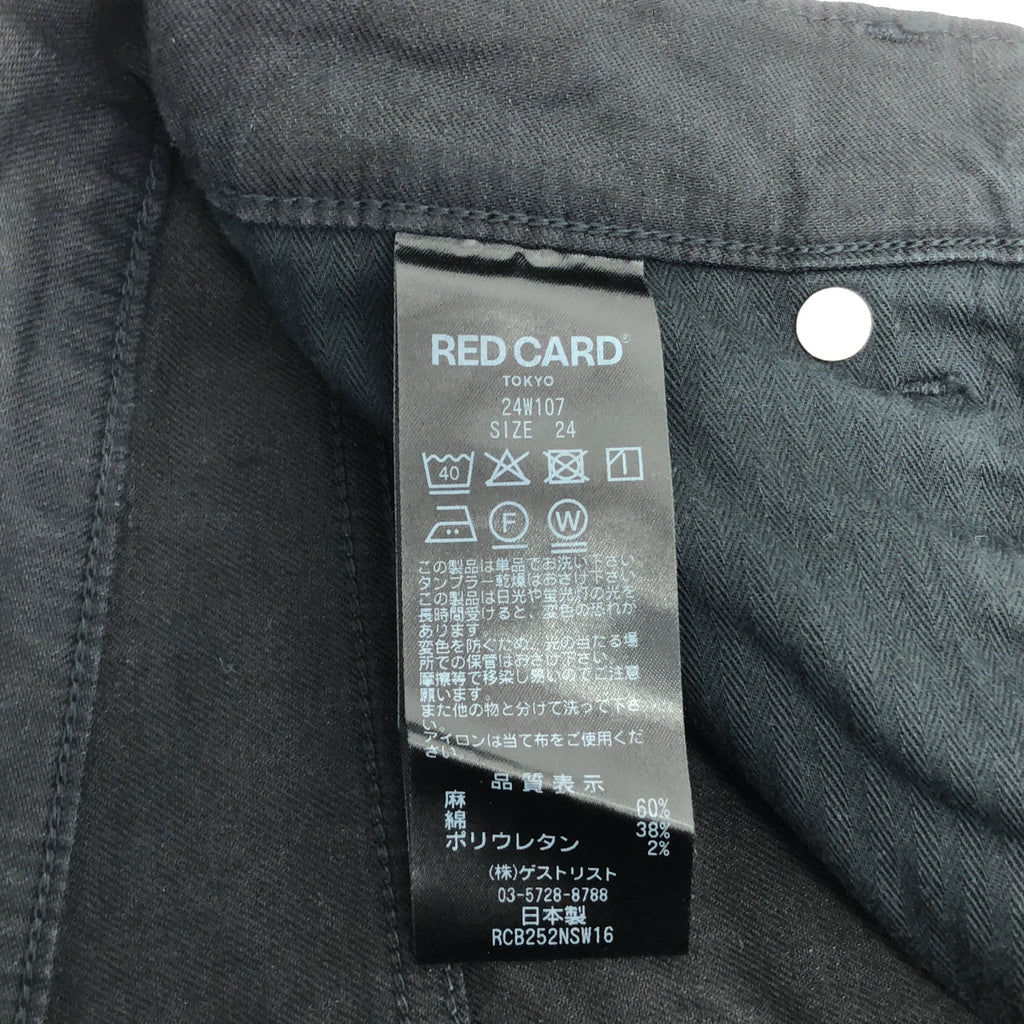 RED CARD®
TOKYO
24W107
SIZE 24
40
F W
この製品は単品でお洗い下さい。
タンブラー乾燥はおさけ下さい。
この製品は日光や蛍光灯の光を
長時間受けると、変色の恐れが
あります。
変色を防ぐため、光の当たる場
所での保管はおさけ下さい。
摩擦等で移染し易いのでご注意
願います。
また他の物と分けて洗って下さ
い。
アイロンは当て布をご使用くだ
さい。
品質表示
麻 60%
綿 38%
ポリウレタン 2%
(株)ゲストリスト
03-5728-8788
日本製
RCB252NSW16